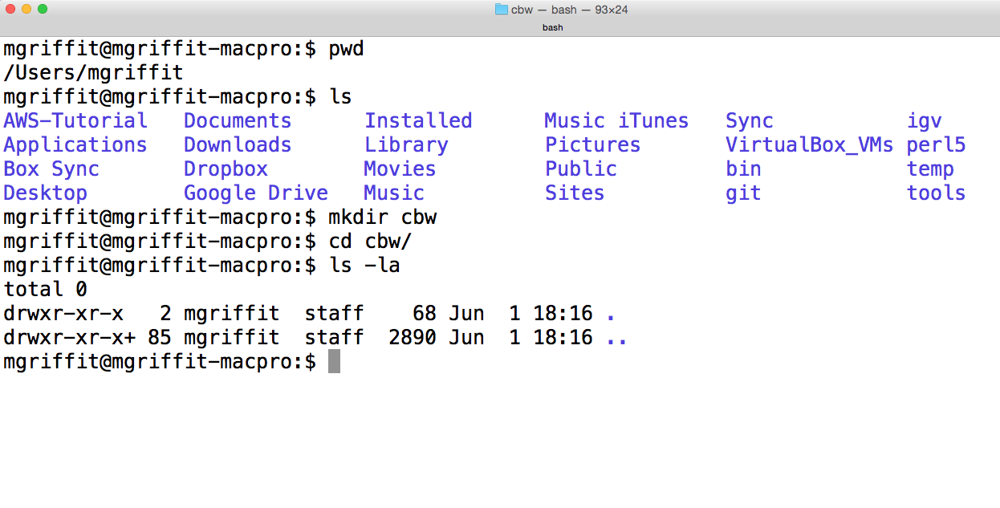 cbw — bash — 93×24
bash
mgriffit@mgriffit-macpro:$ pwd
/Users/mgriffit
mgriffit@mgriffit-macpro:$ ls
AWS-Tutorial   Documents      Installed      Music iTunes   Sync           igv
Applications   Downloads      Library        Pictures       VirtualBox_VMs perl5
Box Sync       Dropbox        Movies         Public         bin            temp
Desktop        Google Drive   Music          Sites          git            tools
mgriffit@mgriffit-macpro:$ mkdir cbw
mgriffit@mgriffit-macpro:$ cd cbw/
mgriffit@mgriffit-macpro:$ ls -la
total 0
drwxr-xr-x   2 mgriffit  staff    68 Jun  1 18:16 .
drwxr-xr-x+ 85 mgriffit  staff  2890 Jun  1 18:16 ..
mgriffit@mgriffit-macpro:$